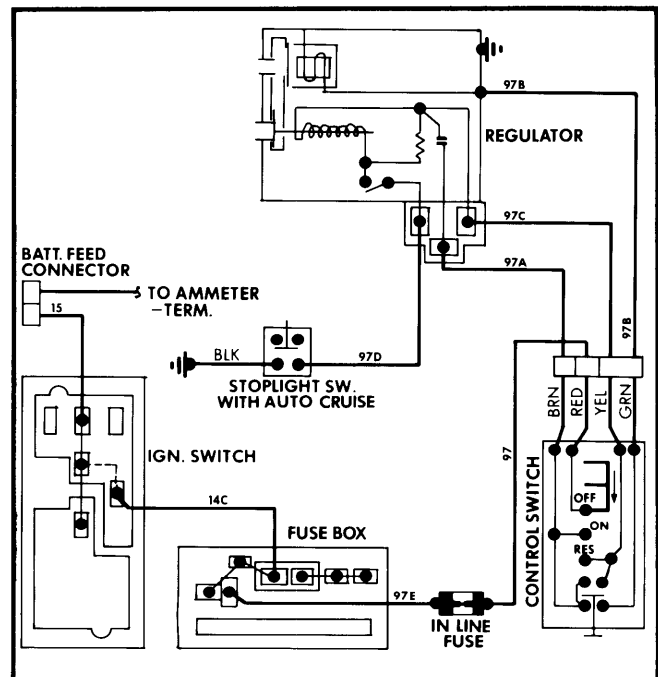 97B
REGULATOR
97C
BATT. FEED
CONNECTOR
97A
TO AMMETER
–TERM.
15
97B
BLK
97D
STOPLIGHT SW.
WITH AUTO CRUISE
BRN
RED
YEL
GRN
IGN. SWITCH
97
14C
OFF
ON
RES
CONTROL SWITCH
FUSE BOX
97E
IN LINE
FUSE